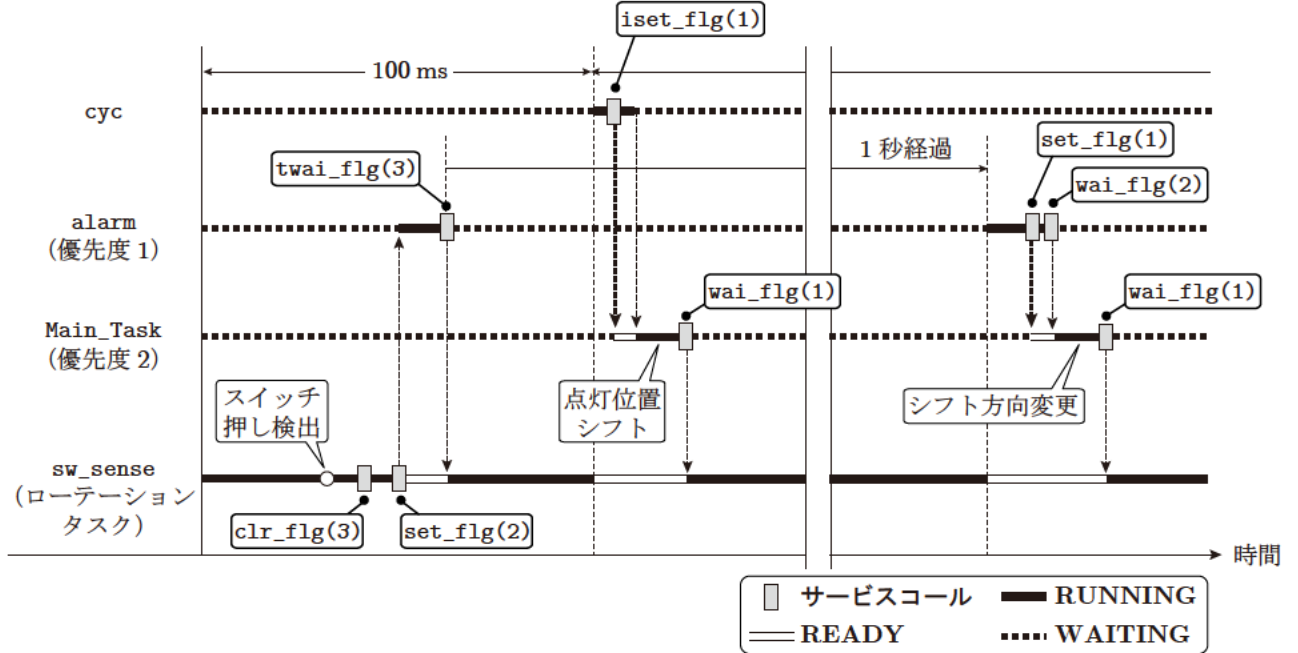 iset_flg(1)
100 ms
cyc
1 秒経過
set_flg(1)
twai_flg(3)
wai_flg(2)
alarm
（優先度 1）
wai_flg(1)
wai_flg(1)
Main_Task
（優先度 2）
スイッチ
押し検出
点灯位置
シフト
シフト方向変更
sw_sense
（ローテーション
タスク）
clr_flg(3)
set_flg(2)
時間
サービスコール
RUNNING
READY
WAITING